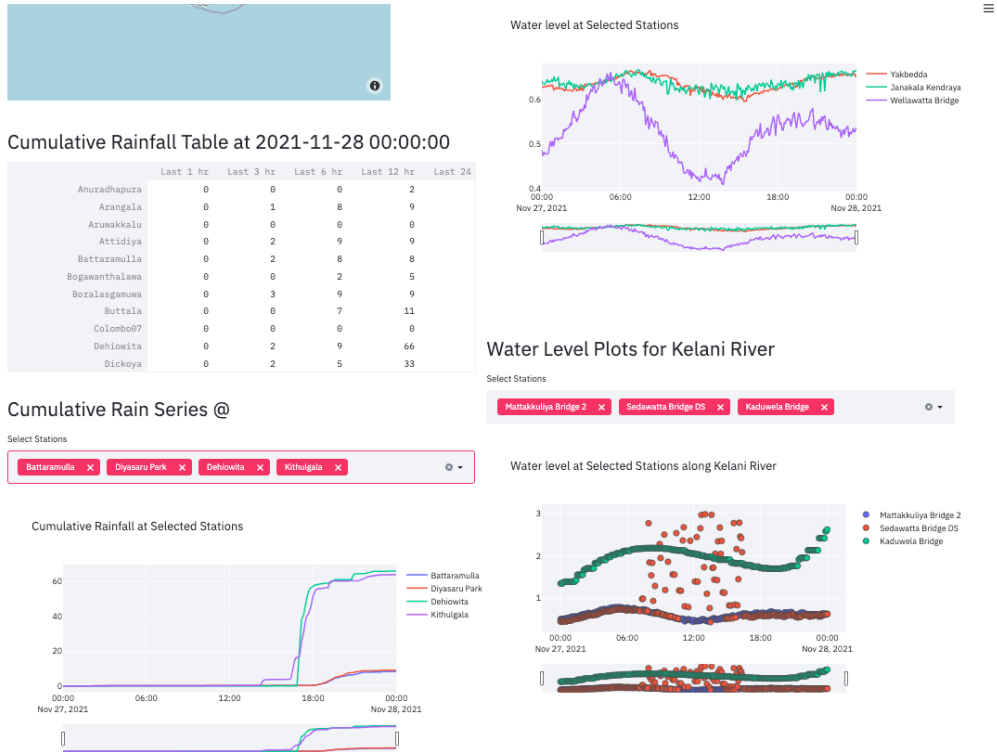 Cumulative Rainfall Table at 2021-11-28 00:00:00
Last 1 hr Last 3 hr Last 6 hr Last 12 hr Last 24
Anuradhapura 0 0 0 2
Arangala 0 1 8 9
Aruwakkalu 0 0 0 0
Attidiya 0 2 9 9
Battaramulla 0 2 8 8
Bogawanthalawa 0 0 2 5
Boralasgamuwa 0 3 9 9
Buttala 0 0 7 11
Colombo07 0 0 0 0
Dehiowita 0 2 9 66
Dickoya 0 2 5 33
Cumulative Rain Series @
Select Stations
Battaramulla × Diyasaru Park × Dehiowita × Kithulgala ×
Cumulative Rainfall at Selected Stations
60
40
20
0
00:00 06:00 12:00 18:00 00:00
Nov 27, 2021 Nov 28, 2021
Battaramulla
Diyasaru Park
Dehiowita
Kithulgala
Water level at Selected Stations
0.6
0.5
0.4
00:00 06:00 12:00 18:00 00:00
Nov 27, 2021 Nov 28, 2021
Yakbedda
Janakala Kendraya
Wellawatta Bridge
Water Level Plots for Kelani River
Select Stations
Mattakkuliya Bridge 2 × Sedawatta Bridge DS × Kaduwela Bridge ×
Water level at Selected Stations along Kelani River
3
2
1
00:00 06:00 12:00 18:00 00:00
Nov 27, 2021 Nov 28, 2021
Mattakkuliya Bridge 2
Sedawatta Bridge DS
Kaduwela Bridge